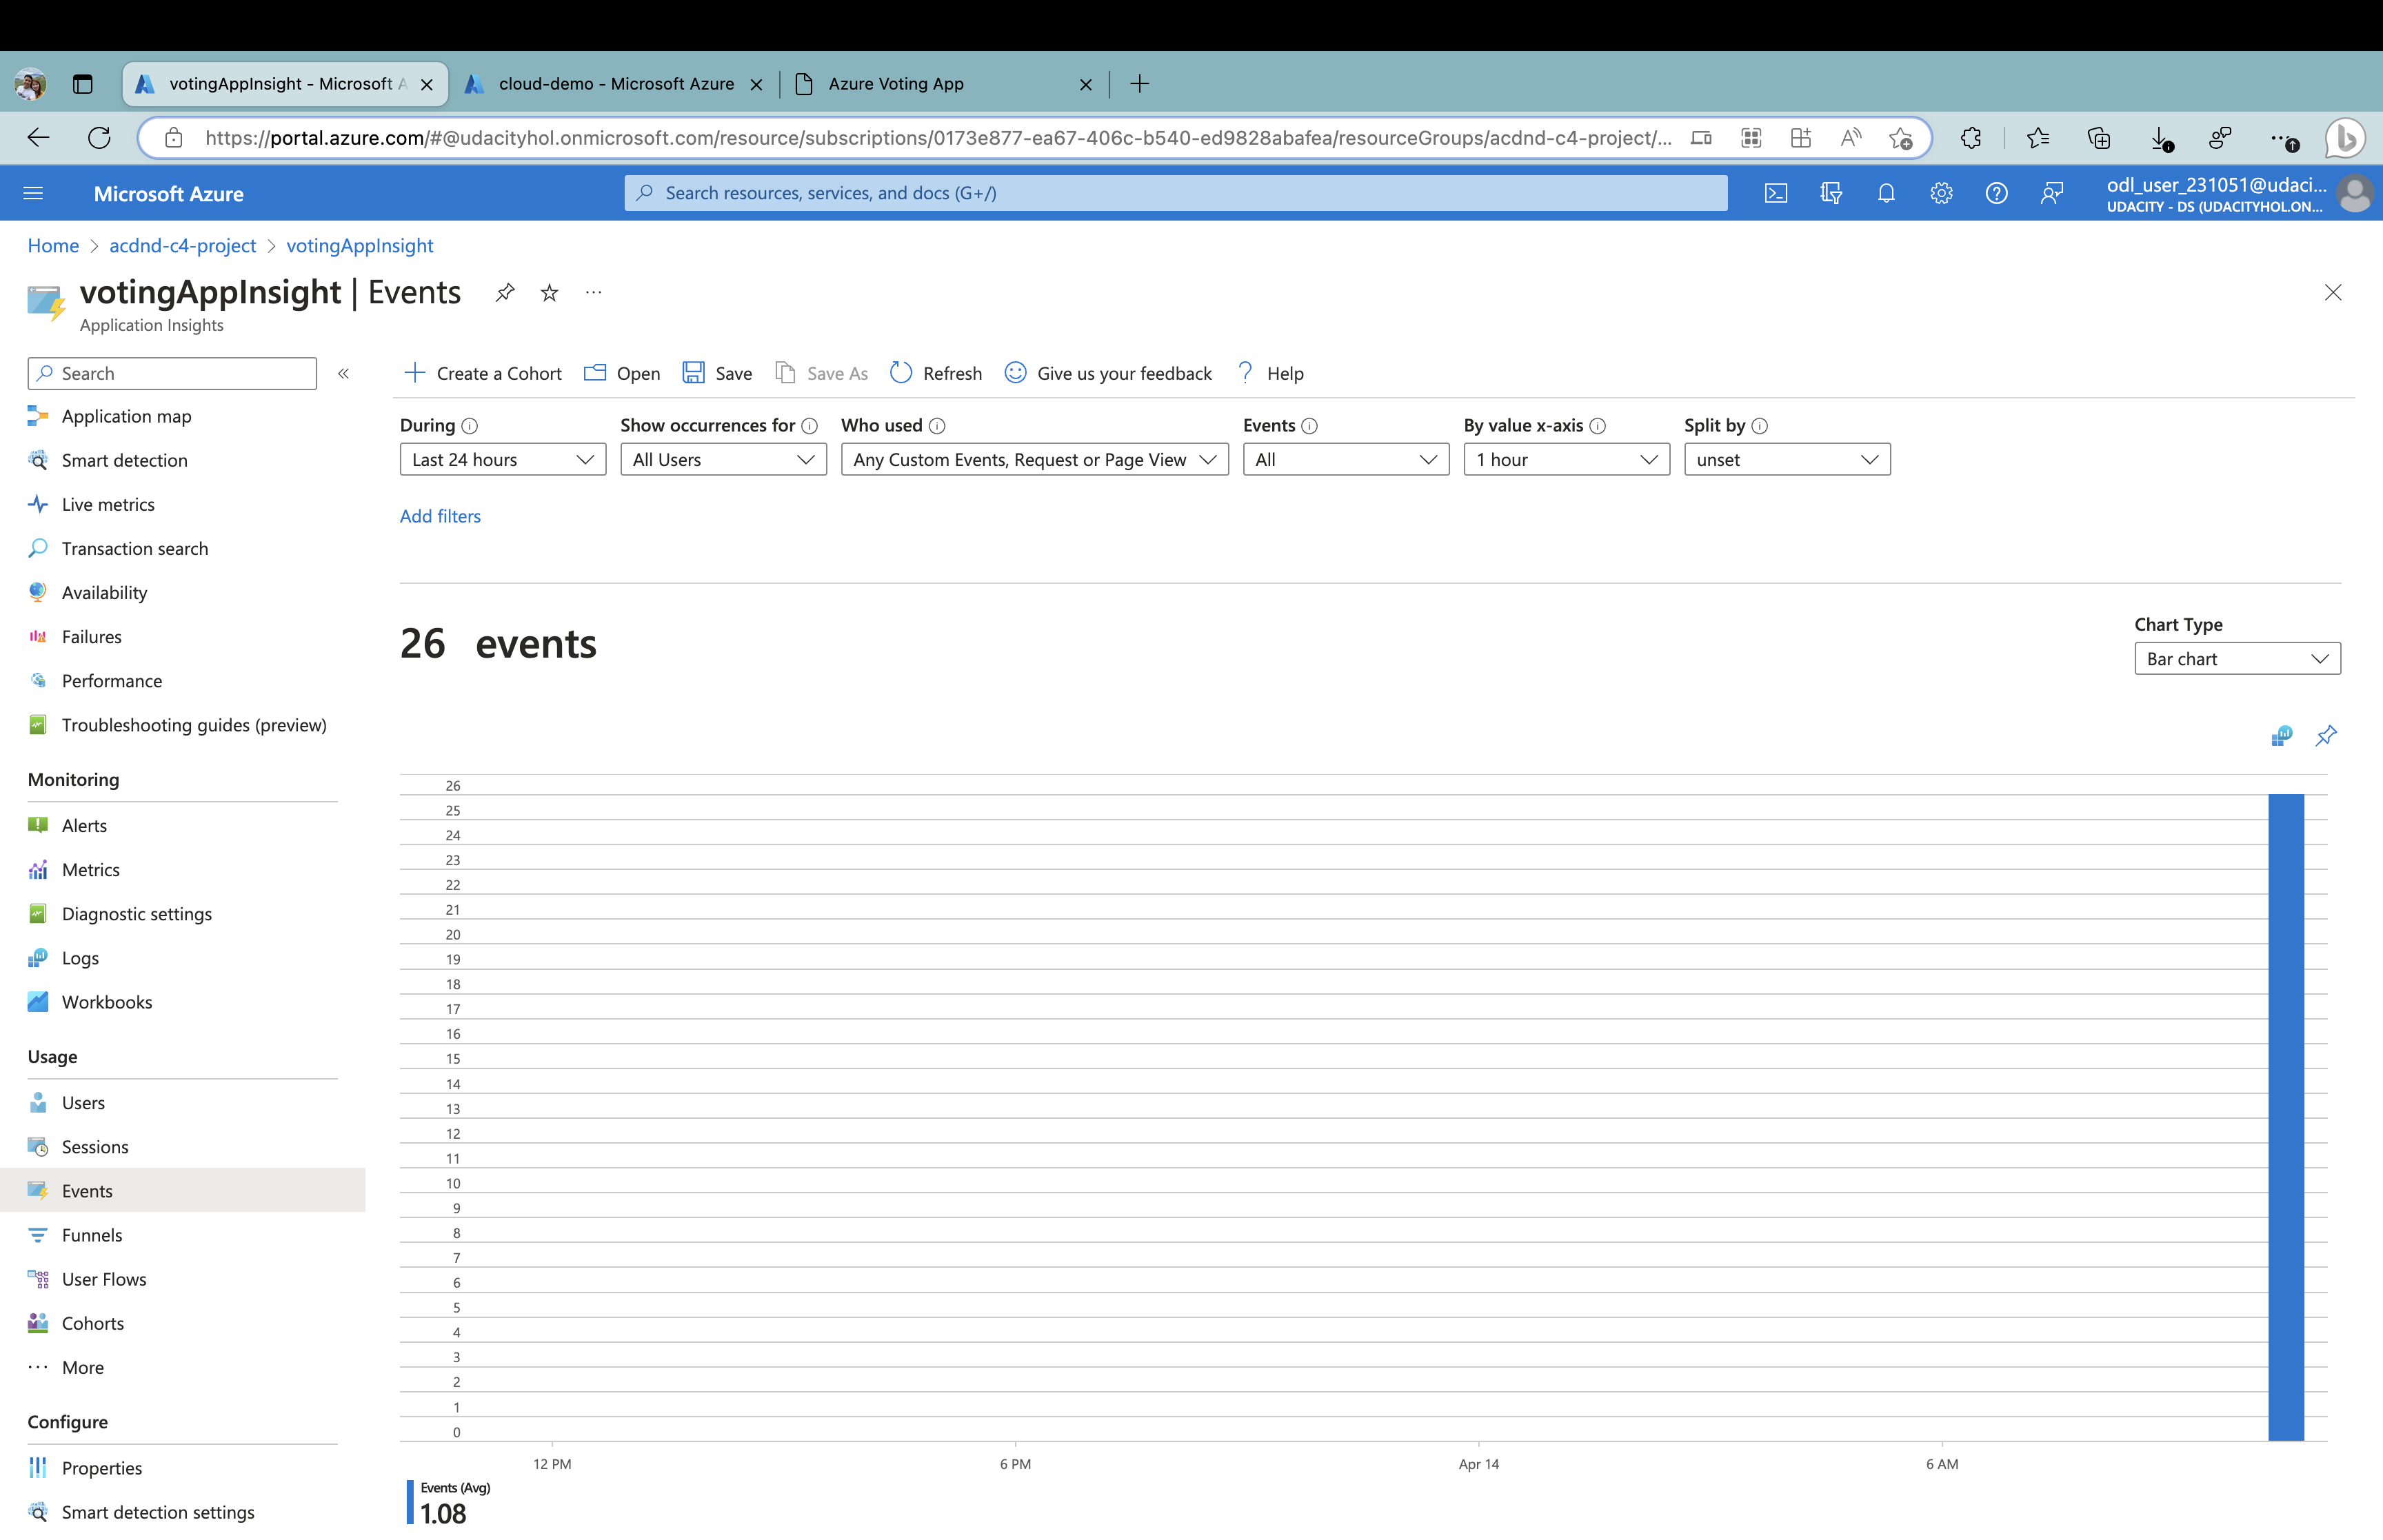 votingAppInsight - Microsoft A
cloud-demo - Microsoft Azure
Azure Voting App
https://portal.azure.com/#@udacityhol.onmicrosoft.com/resource/subscriptions/0173e877-ea67-406c-b540-ed9828abafea/resourceGroups/acdnd-c4-project/...
Microsoft Azure
Search resources, services, and docs (G+/)
odl_user_231051@udaci...
UDACITY - DS (UDACITYHOL.ON...
Home > acdnd-c4-project > votingAppInsight
votingAppInsight | Events
Application Insights
Search
Create a Cohort
Open
Save
Save As
Refresh
Give us your feedback
Help
During
Show occurrences for
Who used
Events
By value x-axis
Split by
Last 24 hours
All Users
Any Custom Events, Request or Page View
All
1 hour
unset
Add filters
Application map
Smart detection
Live metrics
Transaction search
Availability
Failures
Performance
Troubleshooting guides (preview)
Monitoring
Alerts
Metrics
Diagnostic settings
Logs
Workbooks
Usage
Users
Sessions
Events
Funnels
User Flows
Cohorts
More
Configure
Properties
Smart detection settings
26 events
Chart Type
Bar chart
26
25
24
23
22
21
20
19
18
17
16
15
14
13
12
11
10
9
8
7
6
5
4
3
2
1
0
12 PM
6 PM
Apr 14
6 AM
Events (Avg)
1.08